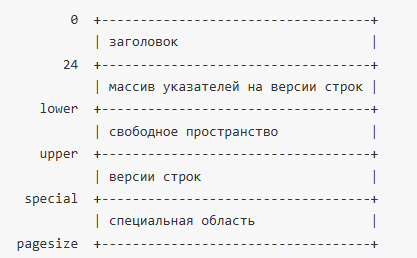 0 +-----------------------------------+
| заголовок |
24 +-----------------------------------+
| массив указателей на версии строк |
lower +-----------------------------------+
| свободное пространство |
upper +-----------------------------------+
| версии строк |
special +-----------------------------------+
| специальная область |
pagesize +-----------------------------------+